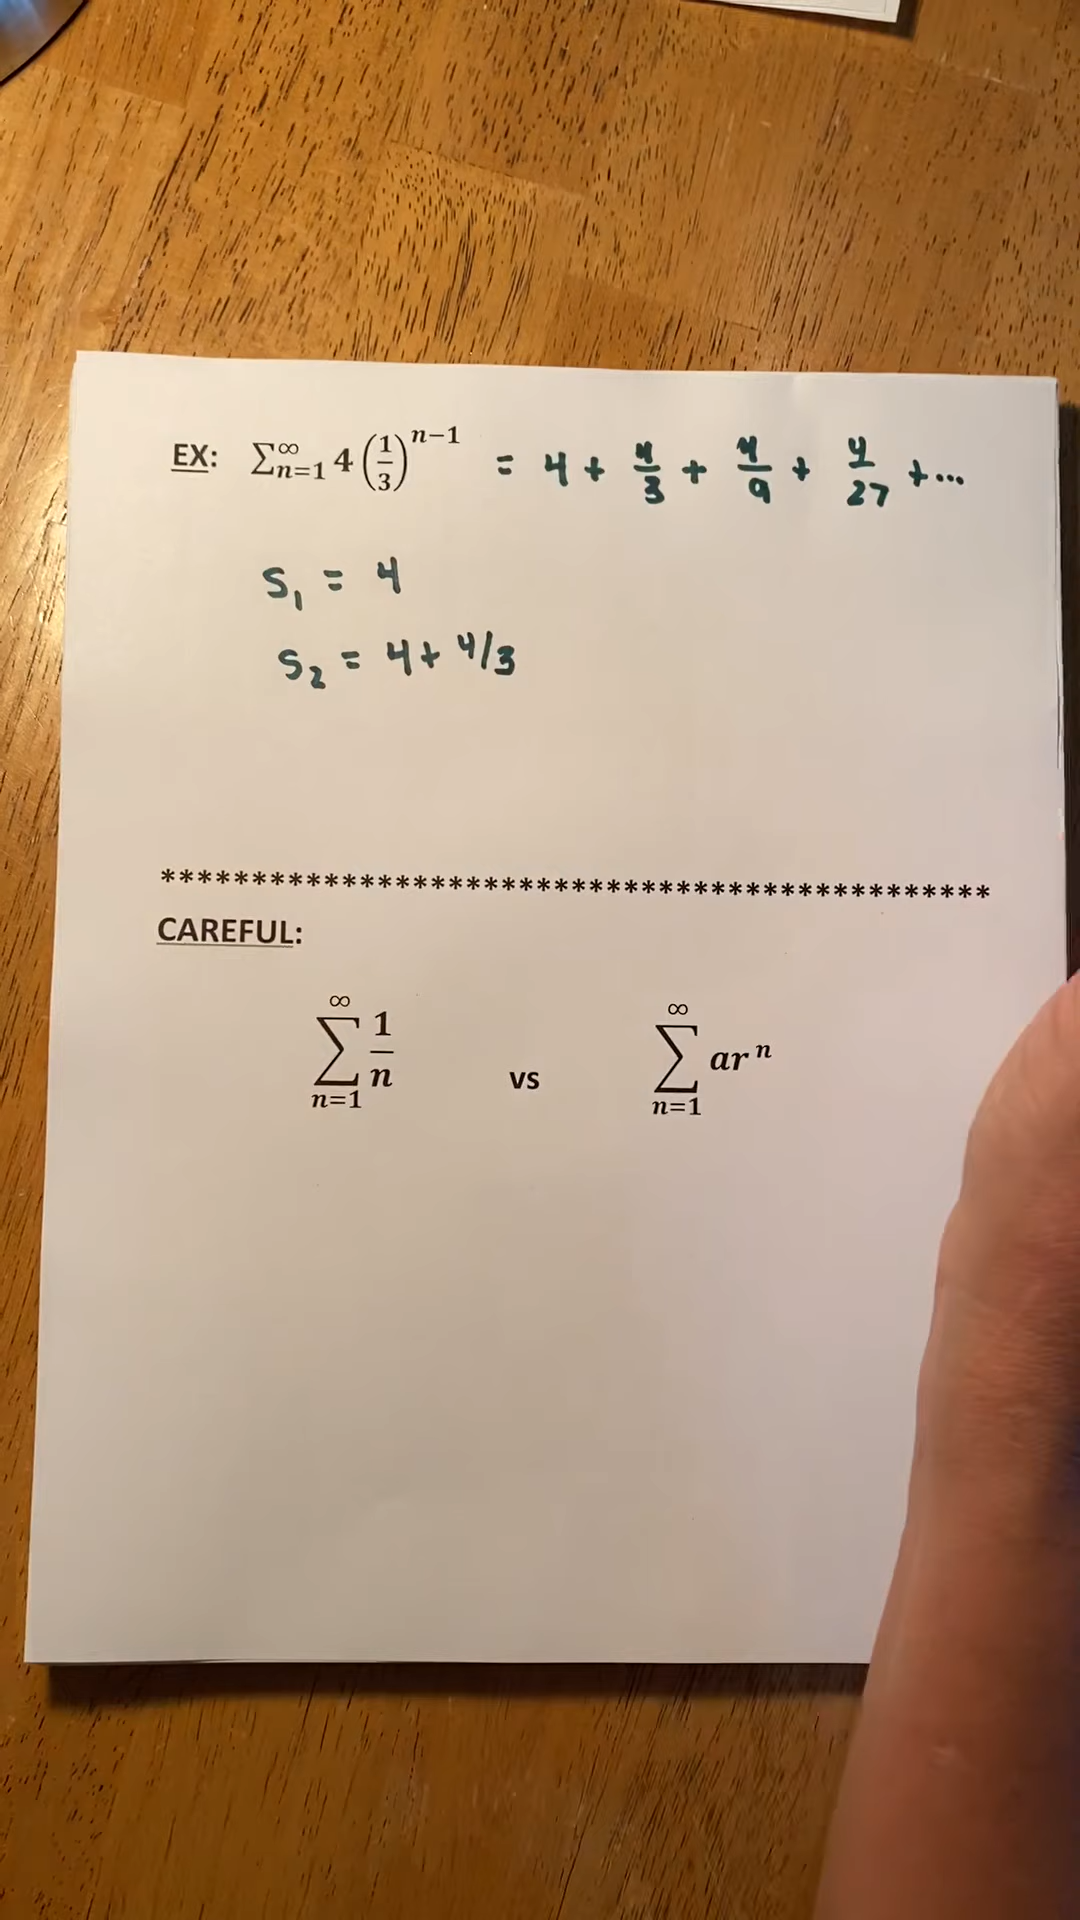 EX: ∑_{n=1}^{∞} 4 (1/3)^{n−1} = 4 + 4/3 + 4/9 + 4/27 + ...
S₁ = 4
S₂ = 4 + 4/3
***********************************************
CAREFUL:
∑_{n=1}^{∞} 1/n vs ∑_{n=1}^{∞} ar^n